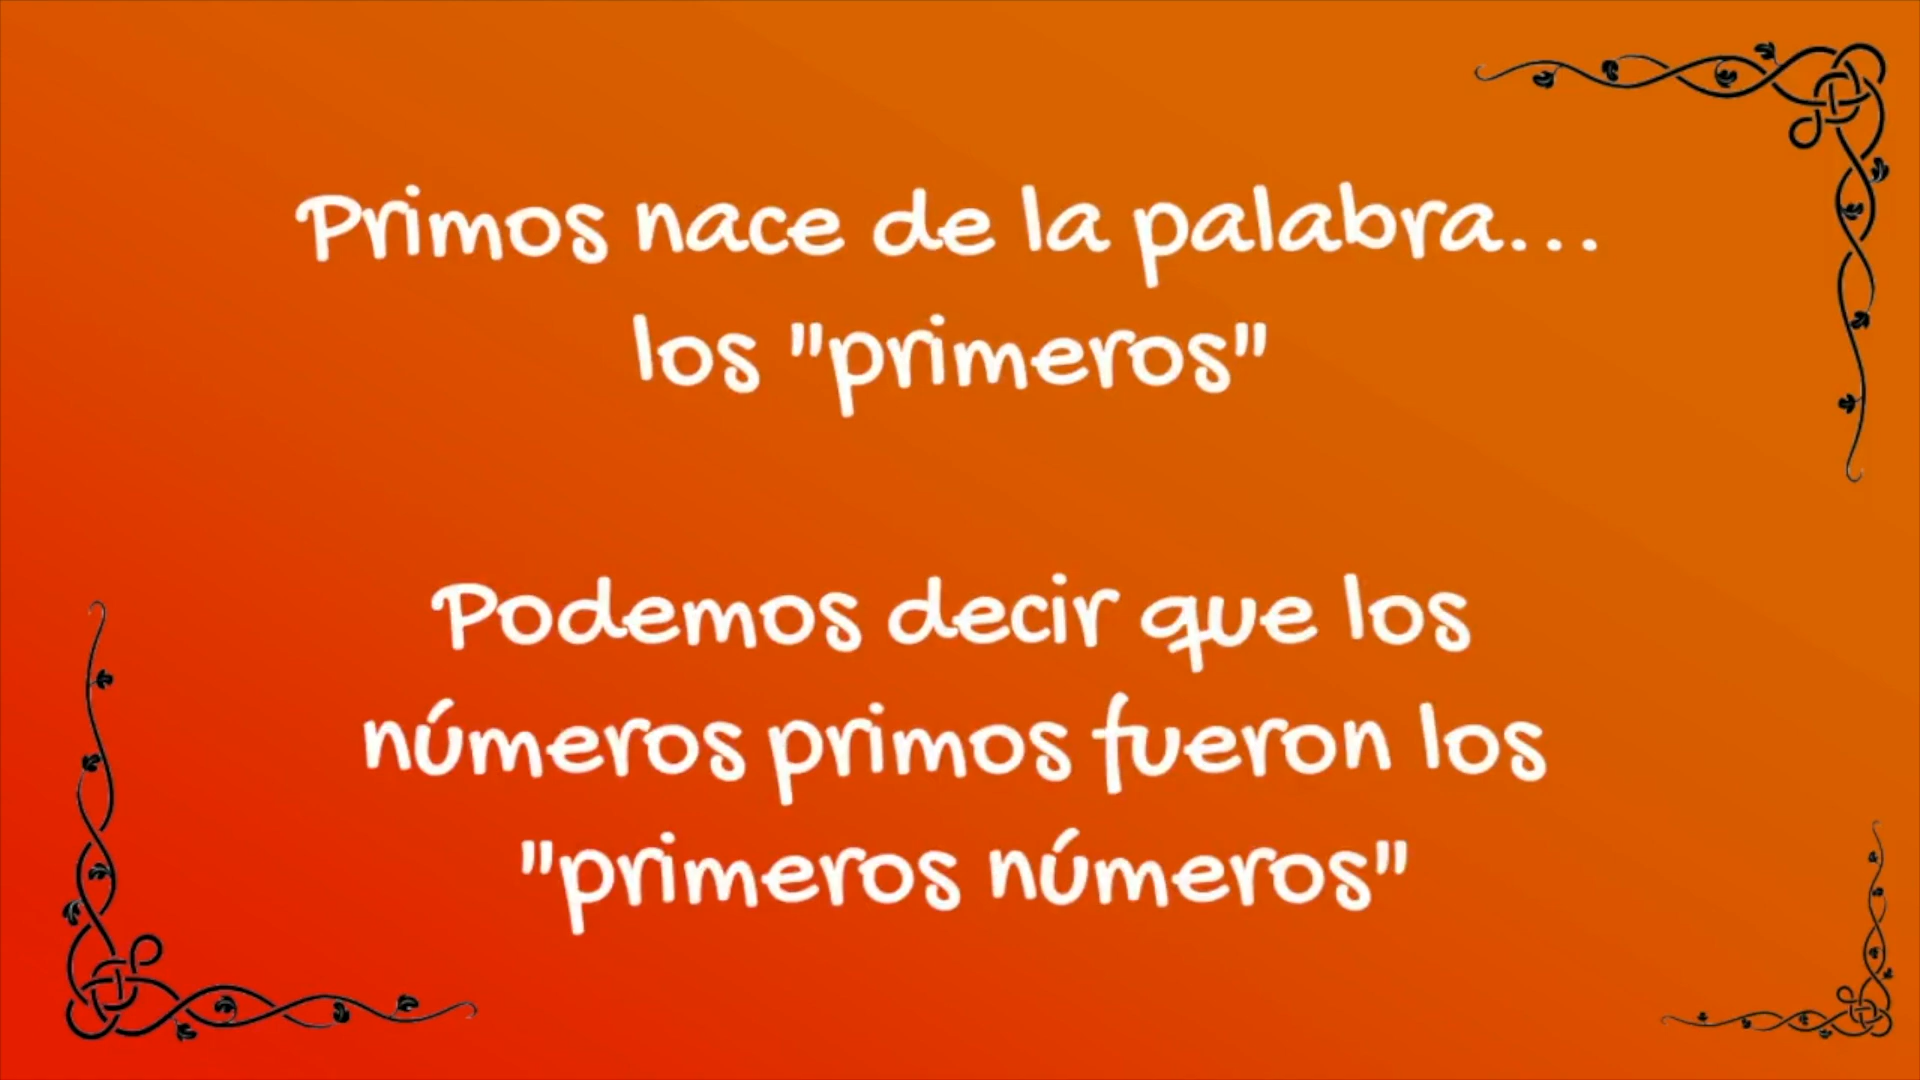 Primos nace de la palabra...
los "primeros"
Podemos decir que los
números primos fueron los
"primeros números"